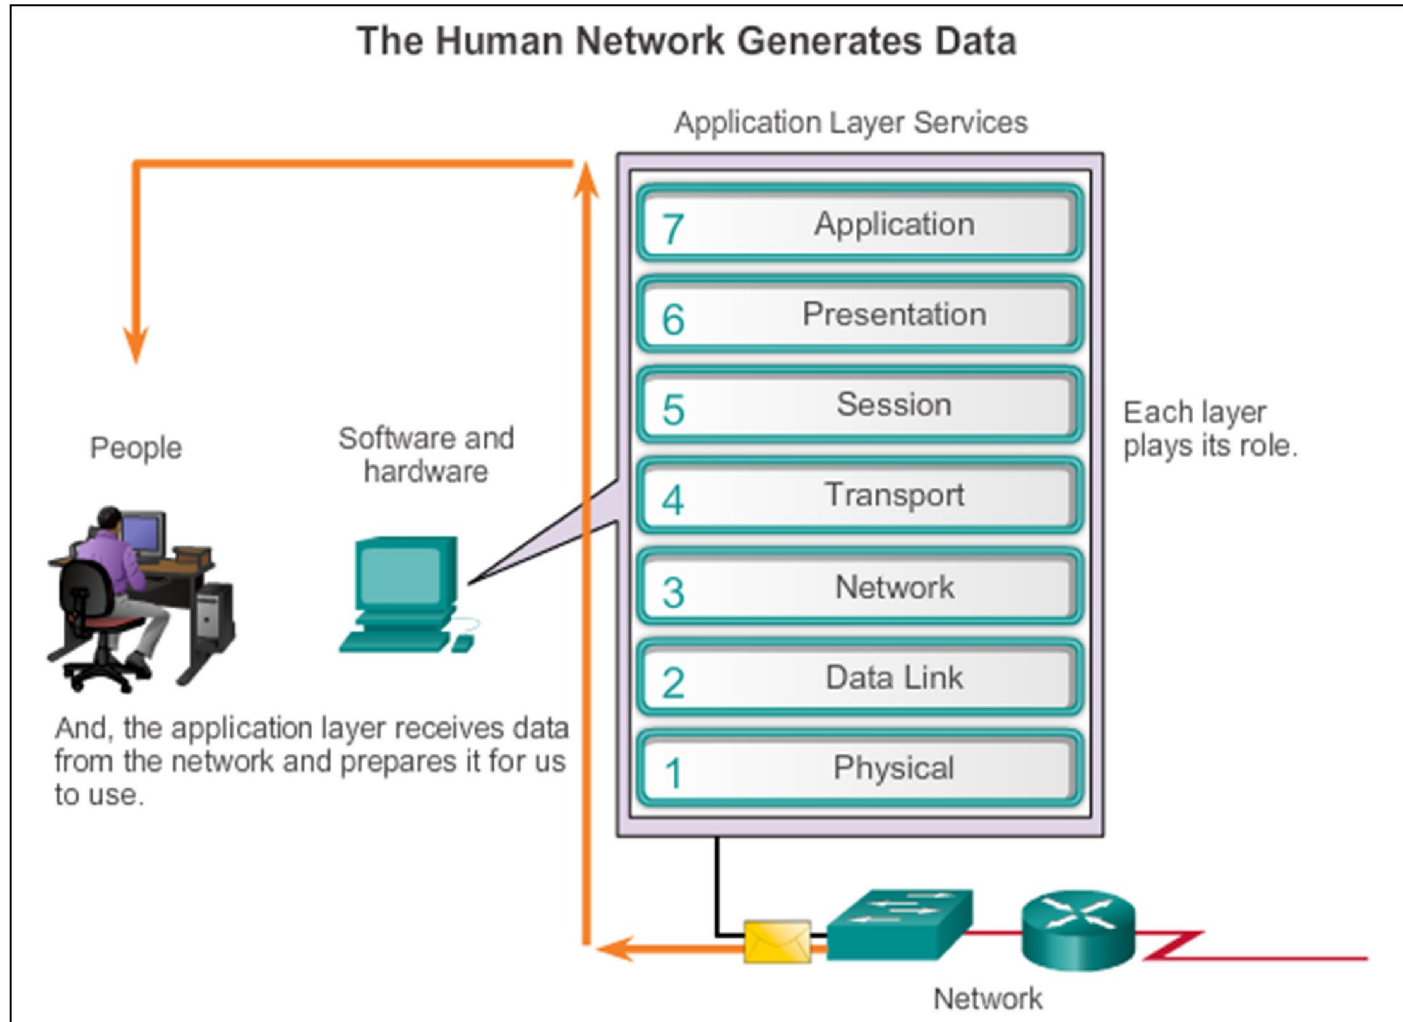 The Human Network Generates Data
Application Layer Services
7 Application
6 Presentation
5 Session
4 Transport
3 Network
2 Data Link
1 Physical
Each layer
plays its role.
People
Software and
hardware
And, the application layer receives data
from the network and prepares it for us
to use.
Network